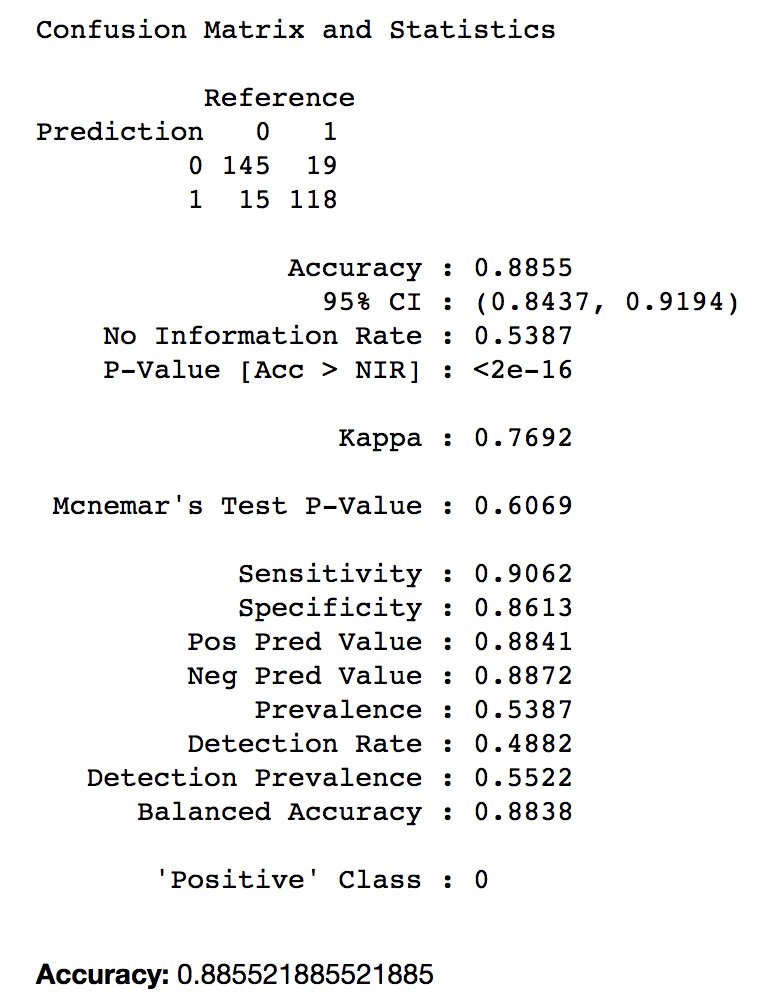 Confusion Matrix and Statistics
Reference
Prediction 0 1
0 145 19
1 15 118
Accuracy : 0.8855
95% CI : (0.8437, 0.9194)
No Information Rate : 0.5387
P-Value [Acc > NIR] : <2e-16
Kappa : 0.7692
Mcnemar's Test P-Value : 0.6069
Sensitivity : 0.9062
Specificity : 0.8613
Pos Pred Value : 0.8841
Neg Pred Value : 0.8872
Prevalence : 0.5387
Detection Rate : 0.4882
Detection Prevalence : 0.5522
Balanced Accuracy : 0.8838
'Positive' Class : 0
Accuracy: 0.885521885521885